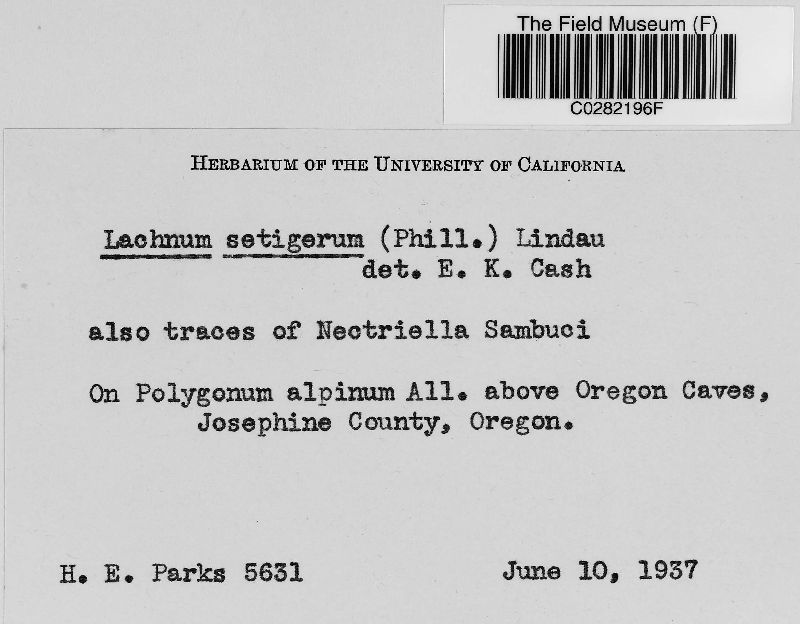 The Field Museum (F)
C0282196F
HERBARIUM OF THE UNIVERSITY OF CALIFORNIA
Lachnum setigerum (Phill.) Lindau
det. E. K. Cash
also traces of Nectriella Sambuci
On Polygonum alpinum All. above Oregon Caves,
Josephine County, Oregon.
H. E. Parks 5631
June 10, 1937